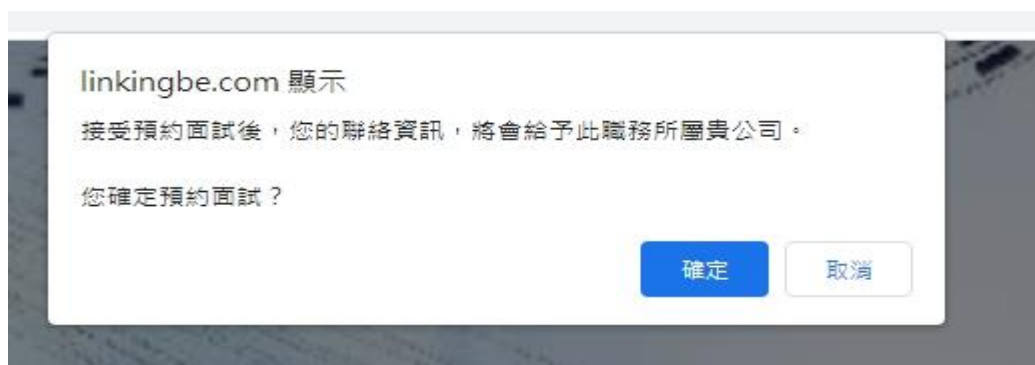 linkingbe.com 顯示
接受預約面試後，您的聯絡資訊，將會給予此職務所屬貴公司。
您確定預約面試？
確定
取消